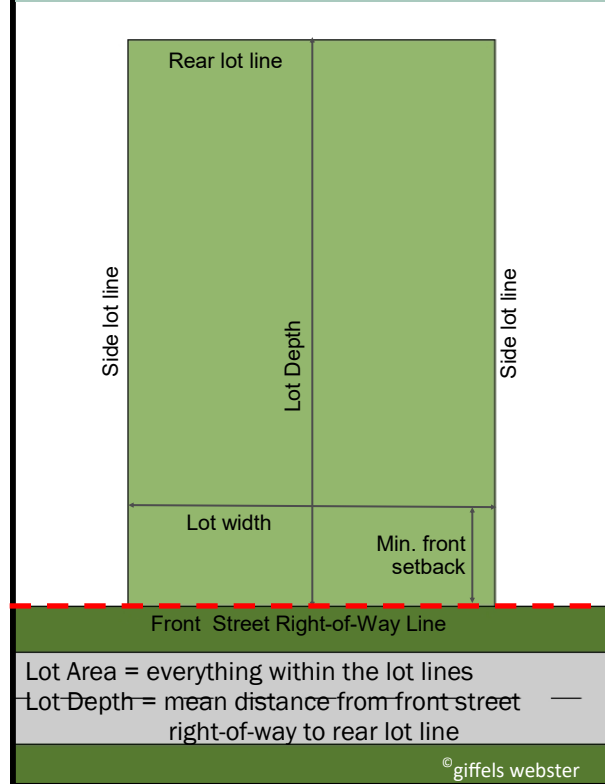 Rear lot line
Side lot line
Side lot line
Lot Depth
Lot width
Min. front
setback
Front Street Right-of-Way Line
Lot Area = everything within the lot lines
Lot Depth = mean distance from front street
right-of-way to rear lot line
©giffels webster